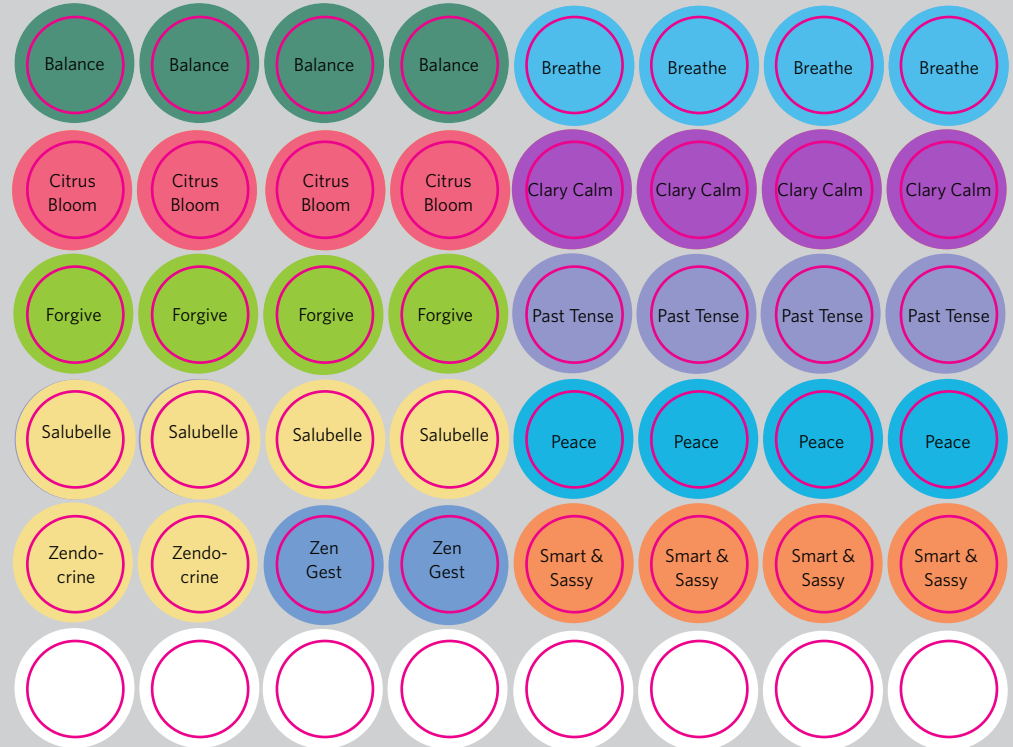 Balance Balance Balance Balance Breathe Breathe Breathe Breathe
Citrus Citrus Citrus Citrus
Bloom Bloom Bloom Bloom Clary Calm Clary Calm Clary Calm Clary Calm
Forgive Forgive Forgive Forgive Past Tense Past Tense Past Tense Past Tense
Salubelle Salubelle Salubelle Salubelle Peace Peace Peace Peace
Zendo- Zendo- Zen Zen Smart & Smart & Smart & Smart &
crine crine Gest Gest Sassy Sassy Sassy Sassy